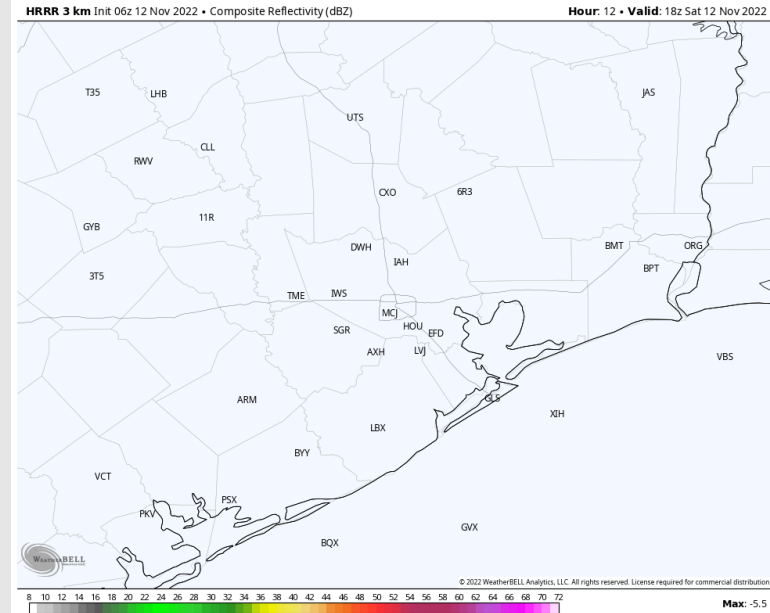 HRRR 3 km Init 06z 12 Nov 2022 • Composite Reflectivity (dBZ)
Hour: 12 • Valid: 18z Sat 12 Nov 2022
T35
LHB
JAS
UTS
CLL
RWV
CXO
6R3
11R
GYB
DWH
BMT
ORG
IAH
BPT
3T5
TME
IWS
MCJ
HOU
SGR
EFD
AXH
LVJ
VBS
ARM
GLS
XIH
LBX
BYY
VCT
PSX
PKV
GVX
BQX
WEATHERBELL
© 2022 WeatherBELL Analytics, LLC. All rights reserved. License required for commercial distribution
8 10 12 14 16 18 20 22 24 26 28 30 32 34 36 38 40 42 44 46 48 50 52 54 56 58 60 62 64 66 68 70 72
Max: -5.5